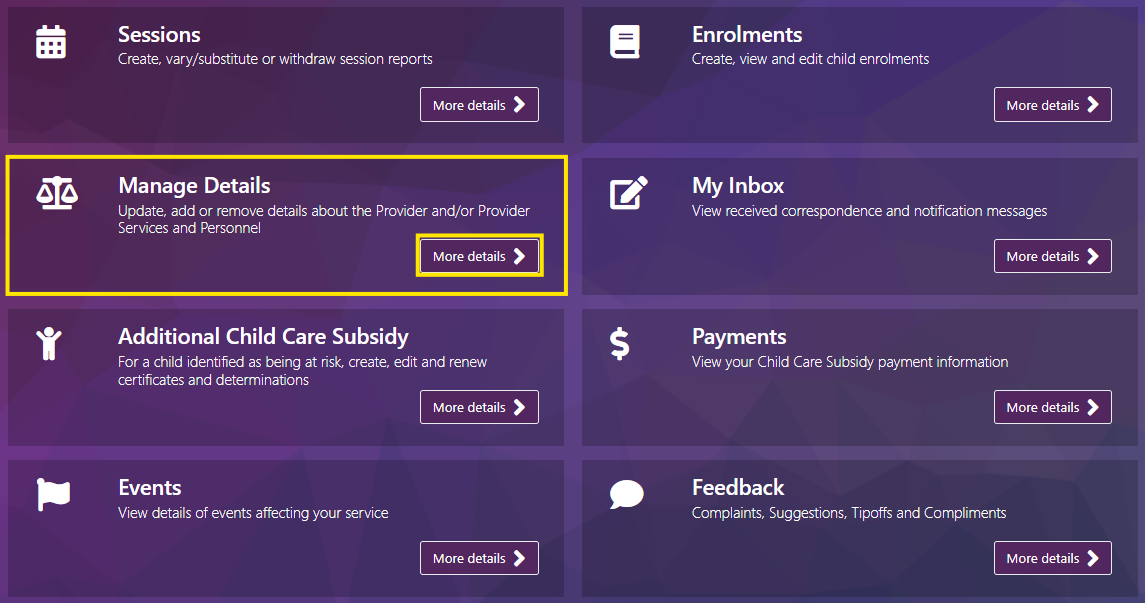 Sessions
Create, vary/substitute or withdraw session reports
More details
Enrolments
Create, view and edit child enrolments
More details
Manage Details
Update, add or remove details about the Provider and/or Provider
Services and Personnel
More details
My Inbox
View received correspondence and notification messages
More details
Additional Child Care Subsidy
For a child identified as being at risk, create, edit and renew
certificates and determinations
More details
Payments
View your Child Care Subsidy payment information
More details
Events
View details of events affecting your service
More details
Feedback
Complaints, Suggestions, Tipoffs and Compliments
More details